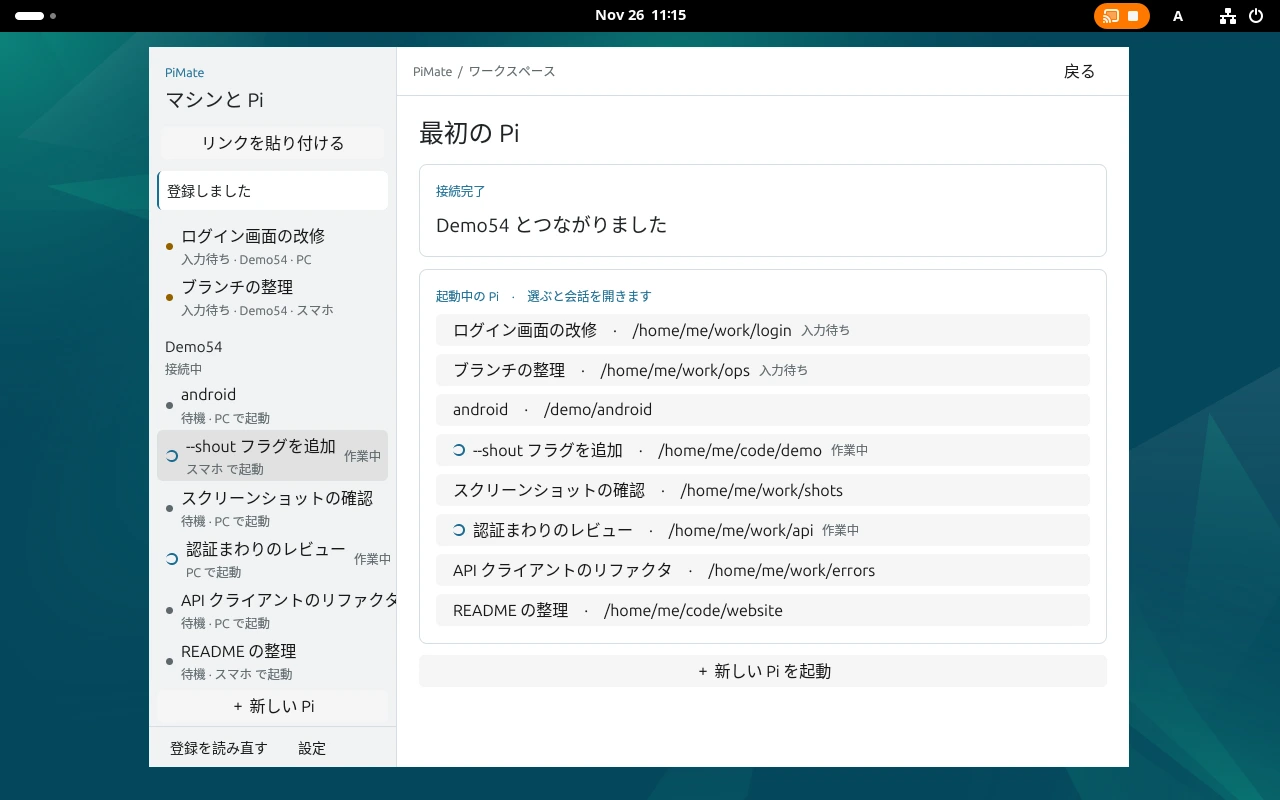 Nov 26 11:15
A
PiMate
マシンと Pi
リンクを貼り付ける
登録しました
ログイン画面の改修
入力待ち · Demo54 · PC
ブランチの整理
入力待ち · Demo54 · スマホ
Demo54
接続中
android
待機 · PC で起動
--shout フラグを追加
作業中
スマホ で起動
スクリーンショットの確認
待機 · PC で起動
認証まわりのレビュー
作業中
PC で起動
API クライアントのリファクタ
待機 · PC で起動
README の整理
待機 · スマホ で起動
+ 新しい Pi
登録を読み直す
設定
PiMate / ワークスペース
戻る
最初の Pi
接続完了
Demo54 とつながりました
起動中の Pi · 選ぶと会話を開きます
ログイン画面の改修 · /home/me/work/login 入力待ち
ブランチの整理 · /home/me/work/ops 入力待ち
android · /demo/android
--shout フラグを追加 · /home/me/code/demo 作業中
スクリーンショットの確認 · /home/me/work/shots
認証まわりのレビュー · /home/me/work/api 作業中
API クライアントのリファクタ · /home/me/work/errors
README の整理 · /home/me/code/website
+ 新しい Pi を起動